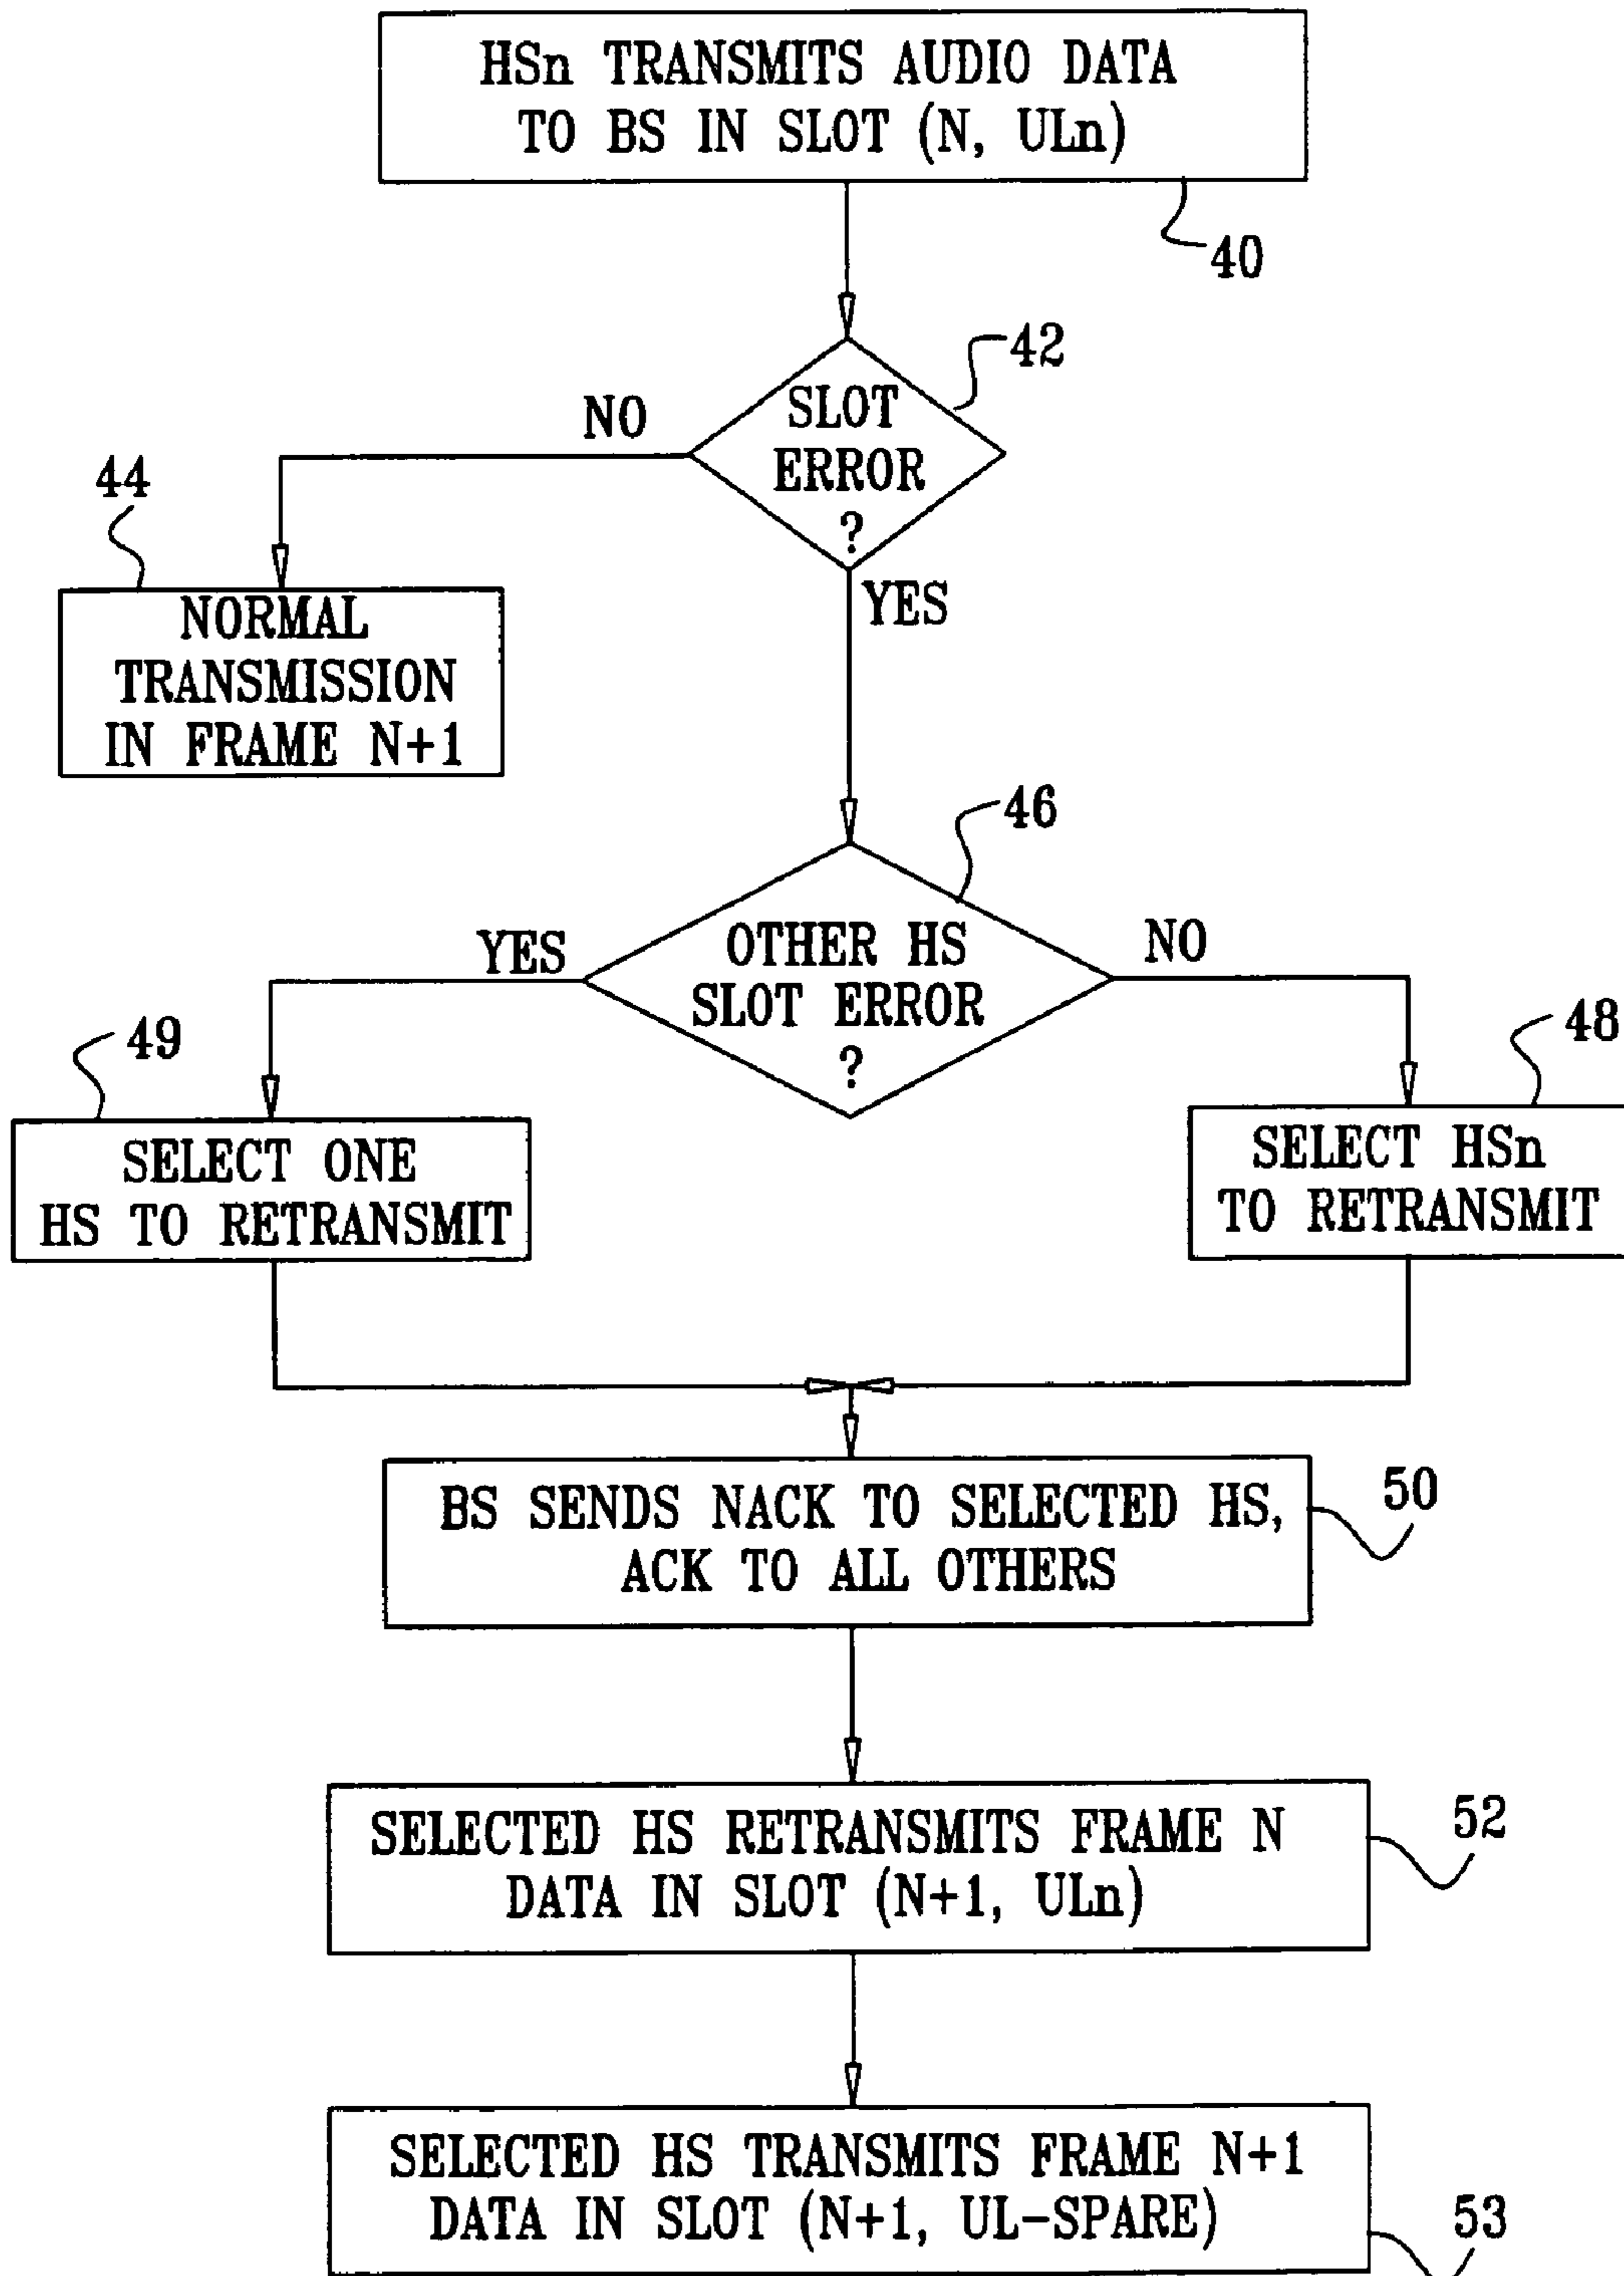 HSn TRANSMITS AUDIO DATA
TO BS IN SLOT (N, ULn)
40
42
SLOT
ERROR
?
NO
44
NORMAL
TRANSMISSION
IN FRAME N+1
YES
46
OTHER HS
SLOT ERROR
?
YES
NO
49
SELECT ONE
HS TO RETRANSMIT
48
SELECT HSn
TO RETRANSMIT
BS SENDS NACK TO SELECTED HS,
ACK TO ALL OTHERS
50
SELECTED HS RETRANSMITS FRAME N
DATA IN SLOT (N+1, ULn)
52
SELECTED HS TRANSMITS FRAME N+1
DATA IN SLOT (N+1, UL-SPARE)
53